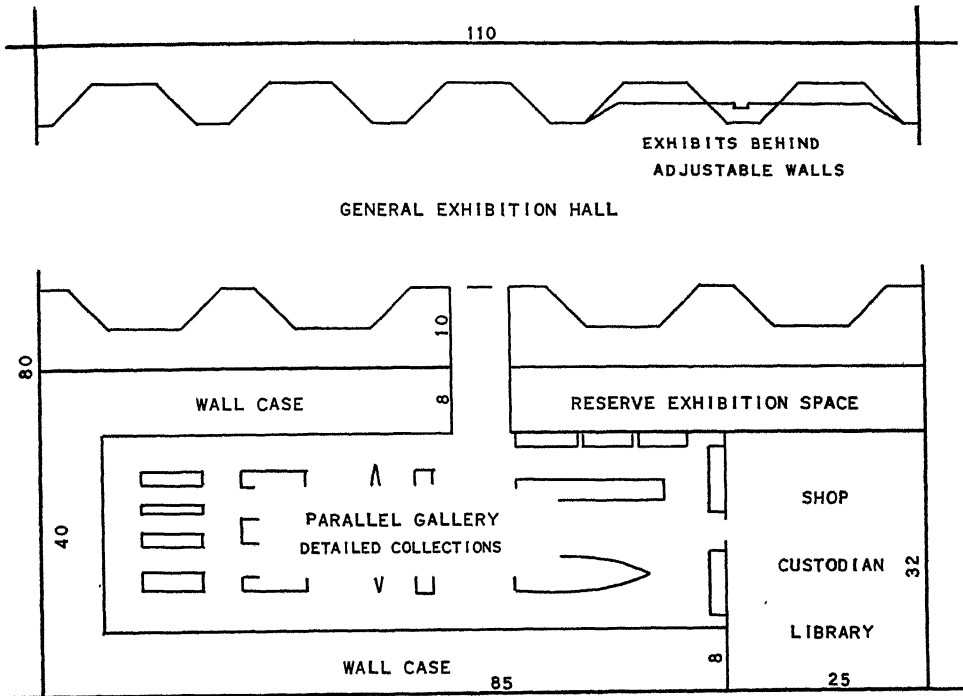 110
EXHIBITS BEHIND
ADJUSTABLE WALLS
GENERAL EXHIBITION HALL
10
80
WALL CASE
8
RESERVE EXHIBITION SPACE
SHOP
PARALLEL GALLERY
DETAILED COLLECTIONS
40
CUSTODIAN
32
LIBRARY
WALL CASE
8
85
25